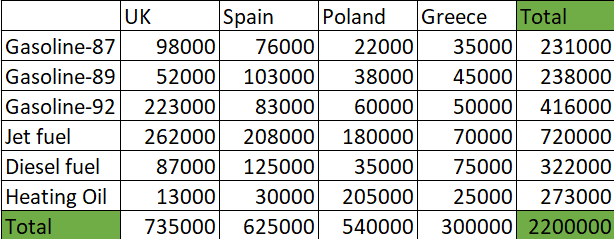 UK Spain Poland Greece Total
Gasoline-87 98000 76000 22000 35000 231000
Gasoline-89 52000 103000 38000 45000 238000
Gasoline-92 223000 83000 60000 50000 416000
Jet fuel 262000 208000 180000 70000 720000
Diesel fuel 87000 125000 35000 75000 322000
Heating Oil 13000 30000 205000 25000 273000
Total 735000 625000 540000 300000 2200000